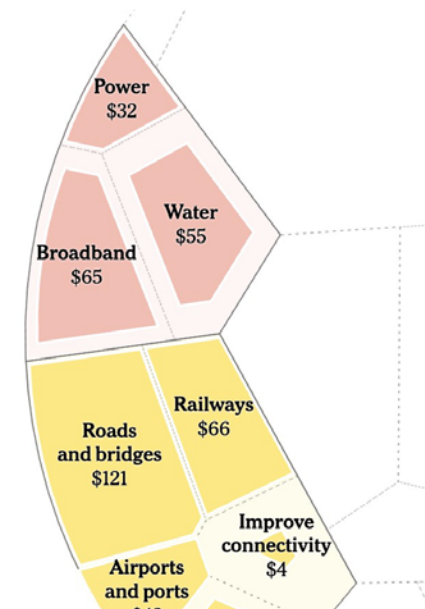 Power
$32
Water
$55
Broadband
$65
Railways
$66
Roads
and bridges
$121
Improve
connectivity
$4
Airports
and ports